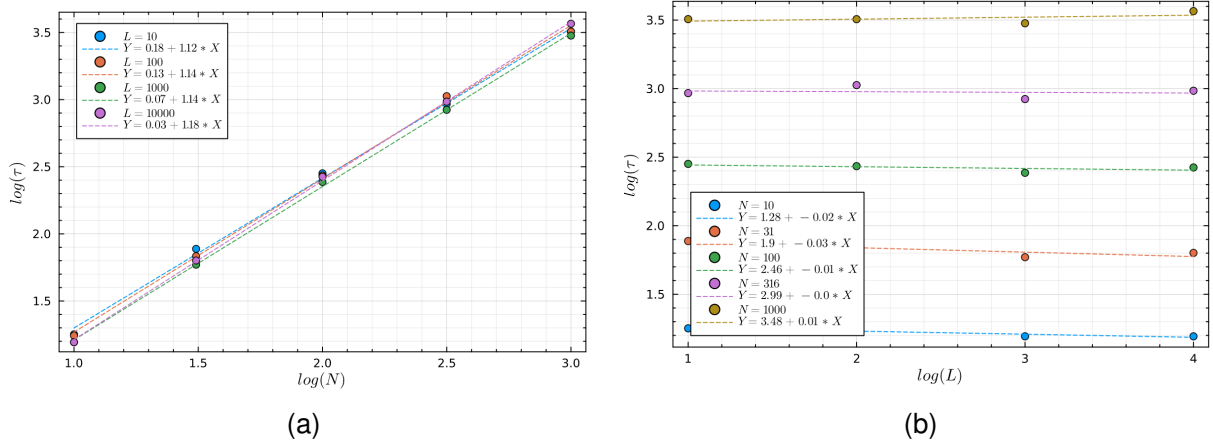 3.5
3.0
2.5
2.0
1.5
log(τ)
L = 10
Y = 0.18 + 1.12 * X
L = 100
Y = 0.13 + 1.14 * X
L = 1000
Y = 0.07 + 1.14 * X
L = 10000
Y = 0.03 + 1.18 * X
1.0 1.5 2.0 2.5 3.0
log(N)
(a)
3.5
3.0
2.5
2.0
1.5
log(τ)
N = 10
Y = 1.28 + − 0.02 * X
N = 31
Y = 1.9 + − 0.03 * X
N = 100
Y = 2.46 + − 0.01 * X
N = 316
Y = 2.99 + − 0.0 * X
N = 1000
Y = 3.48 + 0.01 * X
1 2 3 4
log(L)
(b)